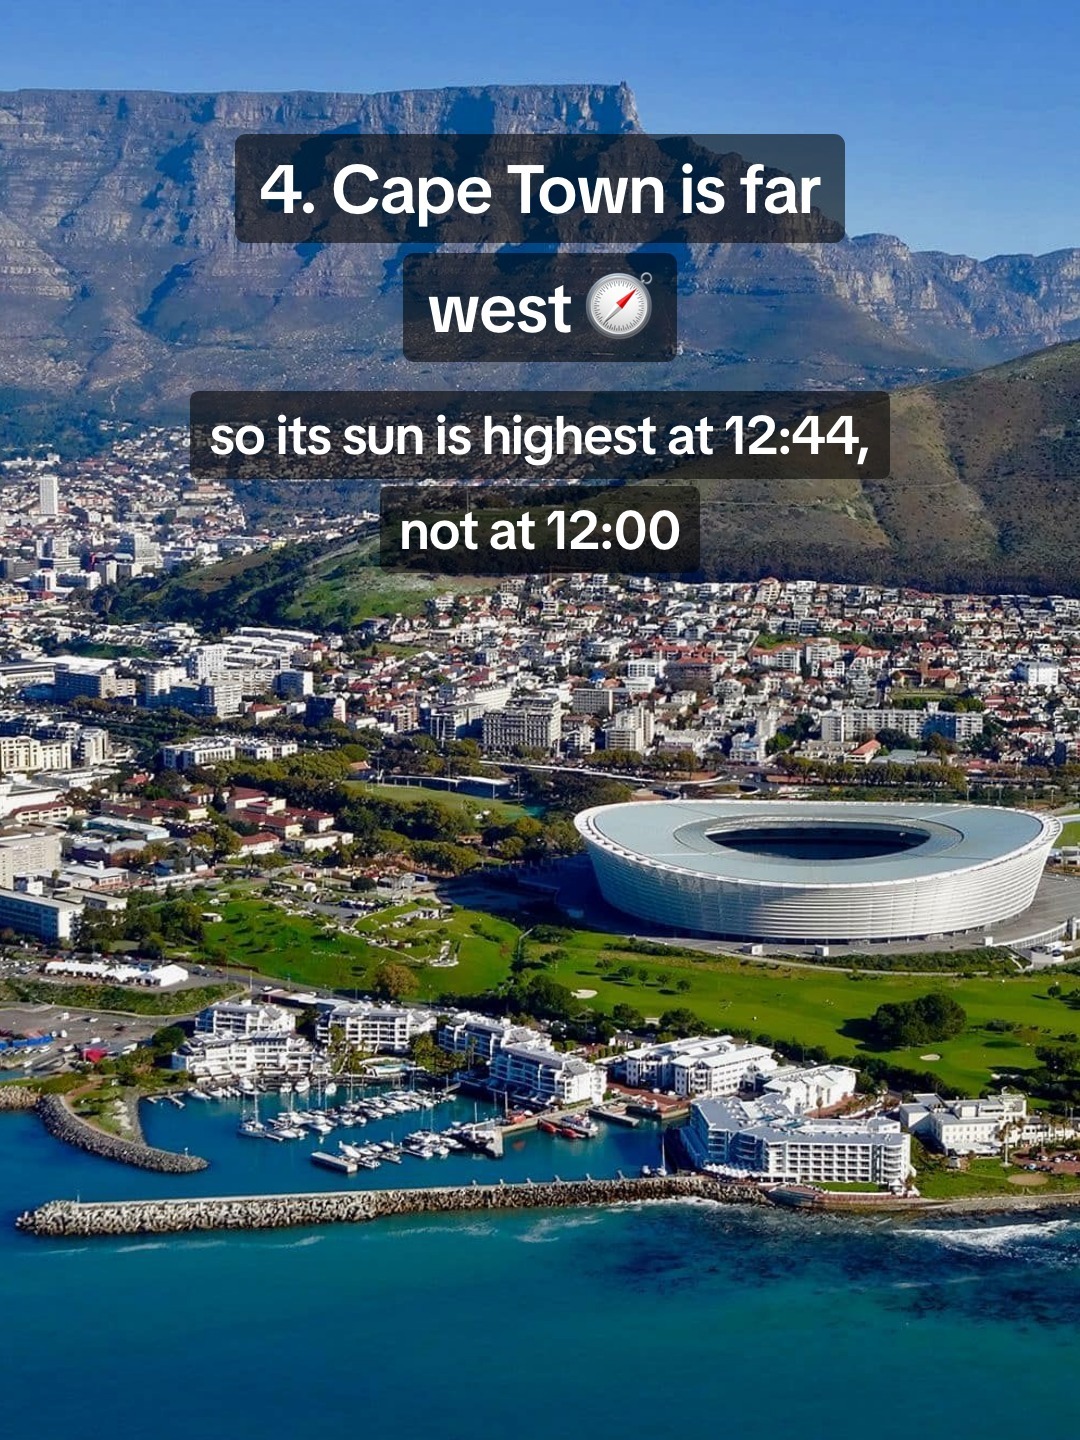 4. Cape Town is far
west 🧭
so its sun is highest at 12:44,
not at 12:00